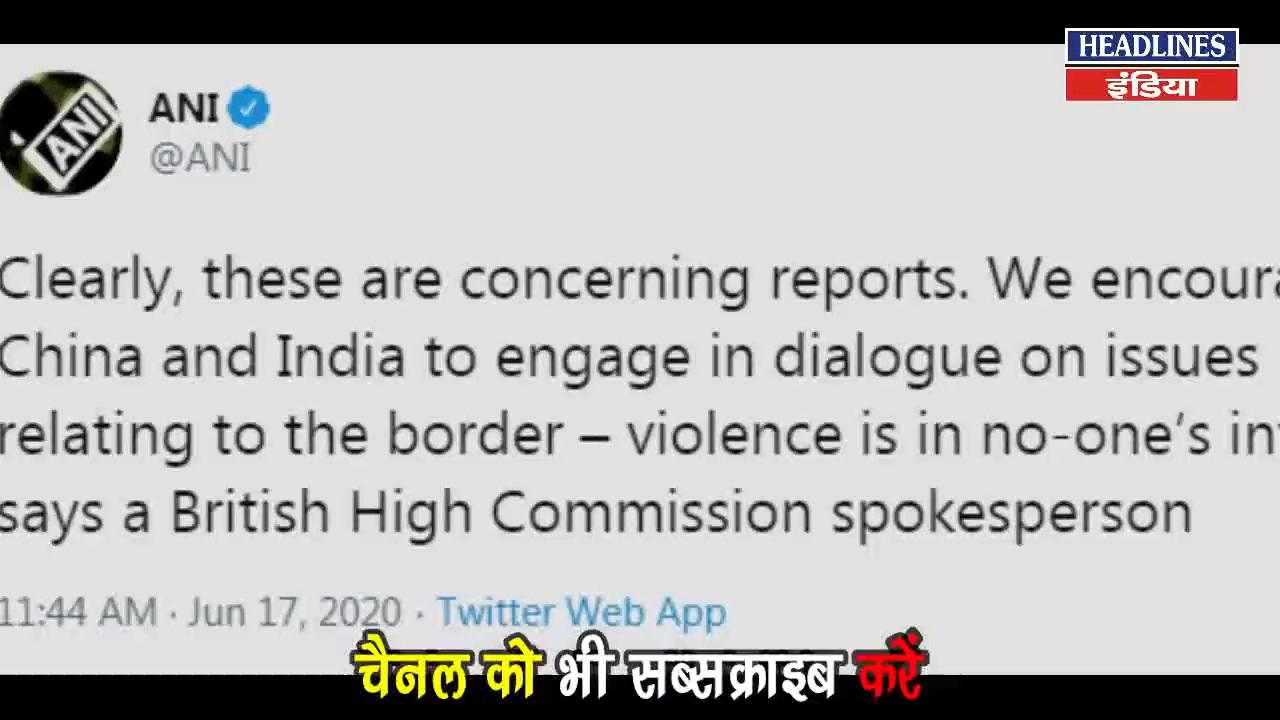 HEADLINES
इंडिया
ANI
ANI
@ANI
Clearly, these are concerning reports. We
China and India to engage in dialogue on issues
relating to the border – violence is in no-one's
says a British High Commission spokesperson
11:44 AM · Jun 17, 2020 · Twitter Web App
चैनल को भी सब्सक्राइब करें